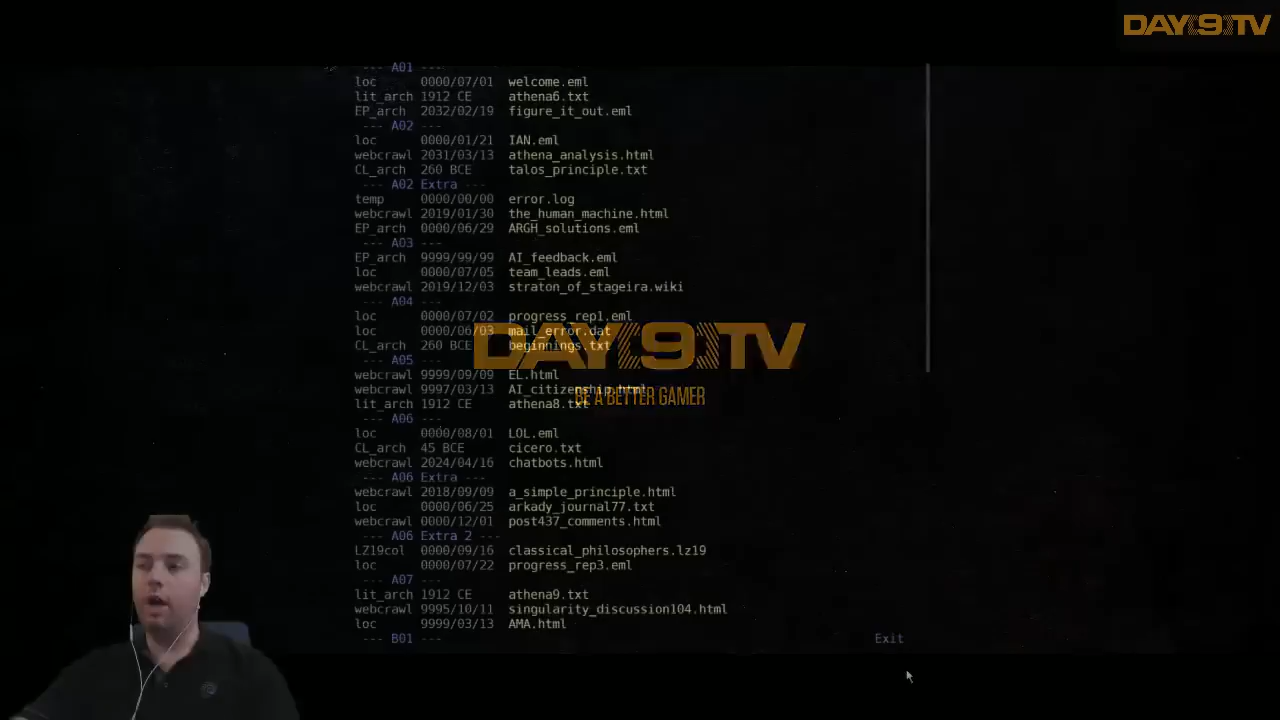 DAY[9]TV
--- A01 ---
loc 0000/07/01 welcome.eml
lit_arch 1912 CE athena6.txt
EP_arch 2032/02/19 figure_it_out.eml
--- A02 ---
loc 0000/01/21 IAN.eml
webcrawl 2031/03/13 athena_analysis.html
CL_arch 260 BCE talos_principle.txt
--- A02 Extra ---
temp 0000/00/00 error.log
webcrawl 2019/01/30 the_human_machine.html
EP_arch 0000/06/29 ARGH_solutions.eml
--- A03 ---
EP_arch 9999/99/99 AI_feedback.eml
loc 0000/07/05 team_leads.eml
webcrawl 2019/12/03 straton_of_stageira.wiki
--- A04 ---
loc 0000/07/02 progress_rep1.eml
loc 0000/06/03 mail_error.dat
CL_arch 260 BCE beginnings.txt
DAY[9]TV
--- A05 ---
webcrawl 9999/09/09 EL.html
webcrawl 9997/03/13 AI_citizenship.html
BE A BETTER GAMER
lit_arch 1912 CE athena8.txt
--- A06 ---
loc 0000/08/01 LOL.eml
CL_arch 45 BCE cicero.txt
webcrawl 2024/04/16 chatbots.html
--- A06 Extra ---
webcrawl 2018/09/09 a_simple_principle.html
loc 0000/06/25 arkady_journal77.txt
webcrawl 0000/12/01 post437_comments.html
--- A06 Extra 2 ---
LZ19col 0000/09/16 classical_philosophers.lz19
loc 0000/07/22 progress_rep3.eml
--- A07 ---
lit_arch 1912 CE athena9.txt
webcrawl 9995/10/11 singularity_discussion104.html
loc 9999/03/13 AMA.html
--- B01 ---
Exit